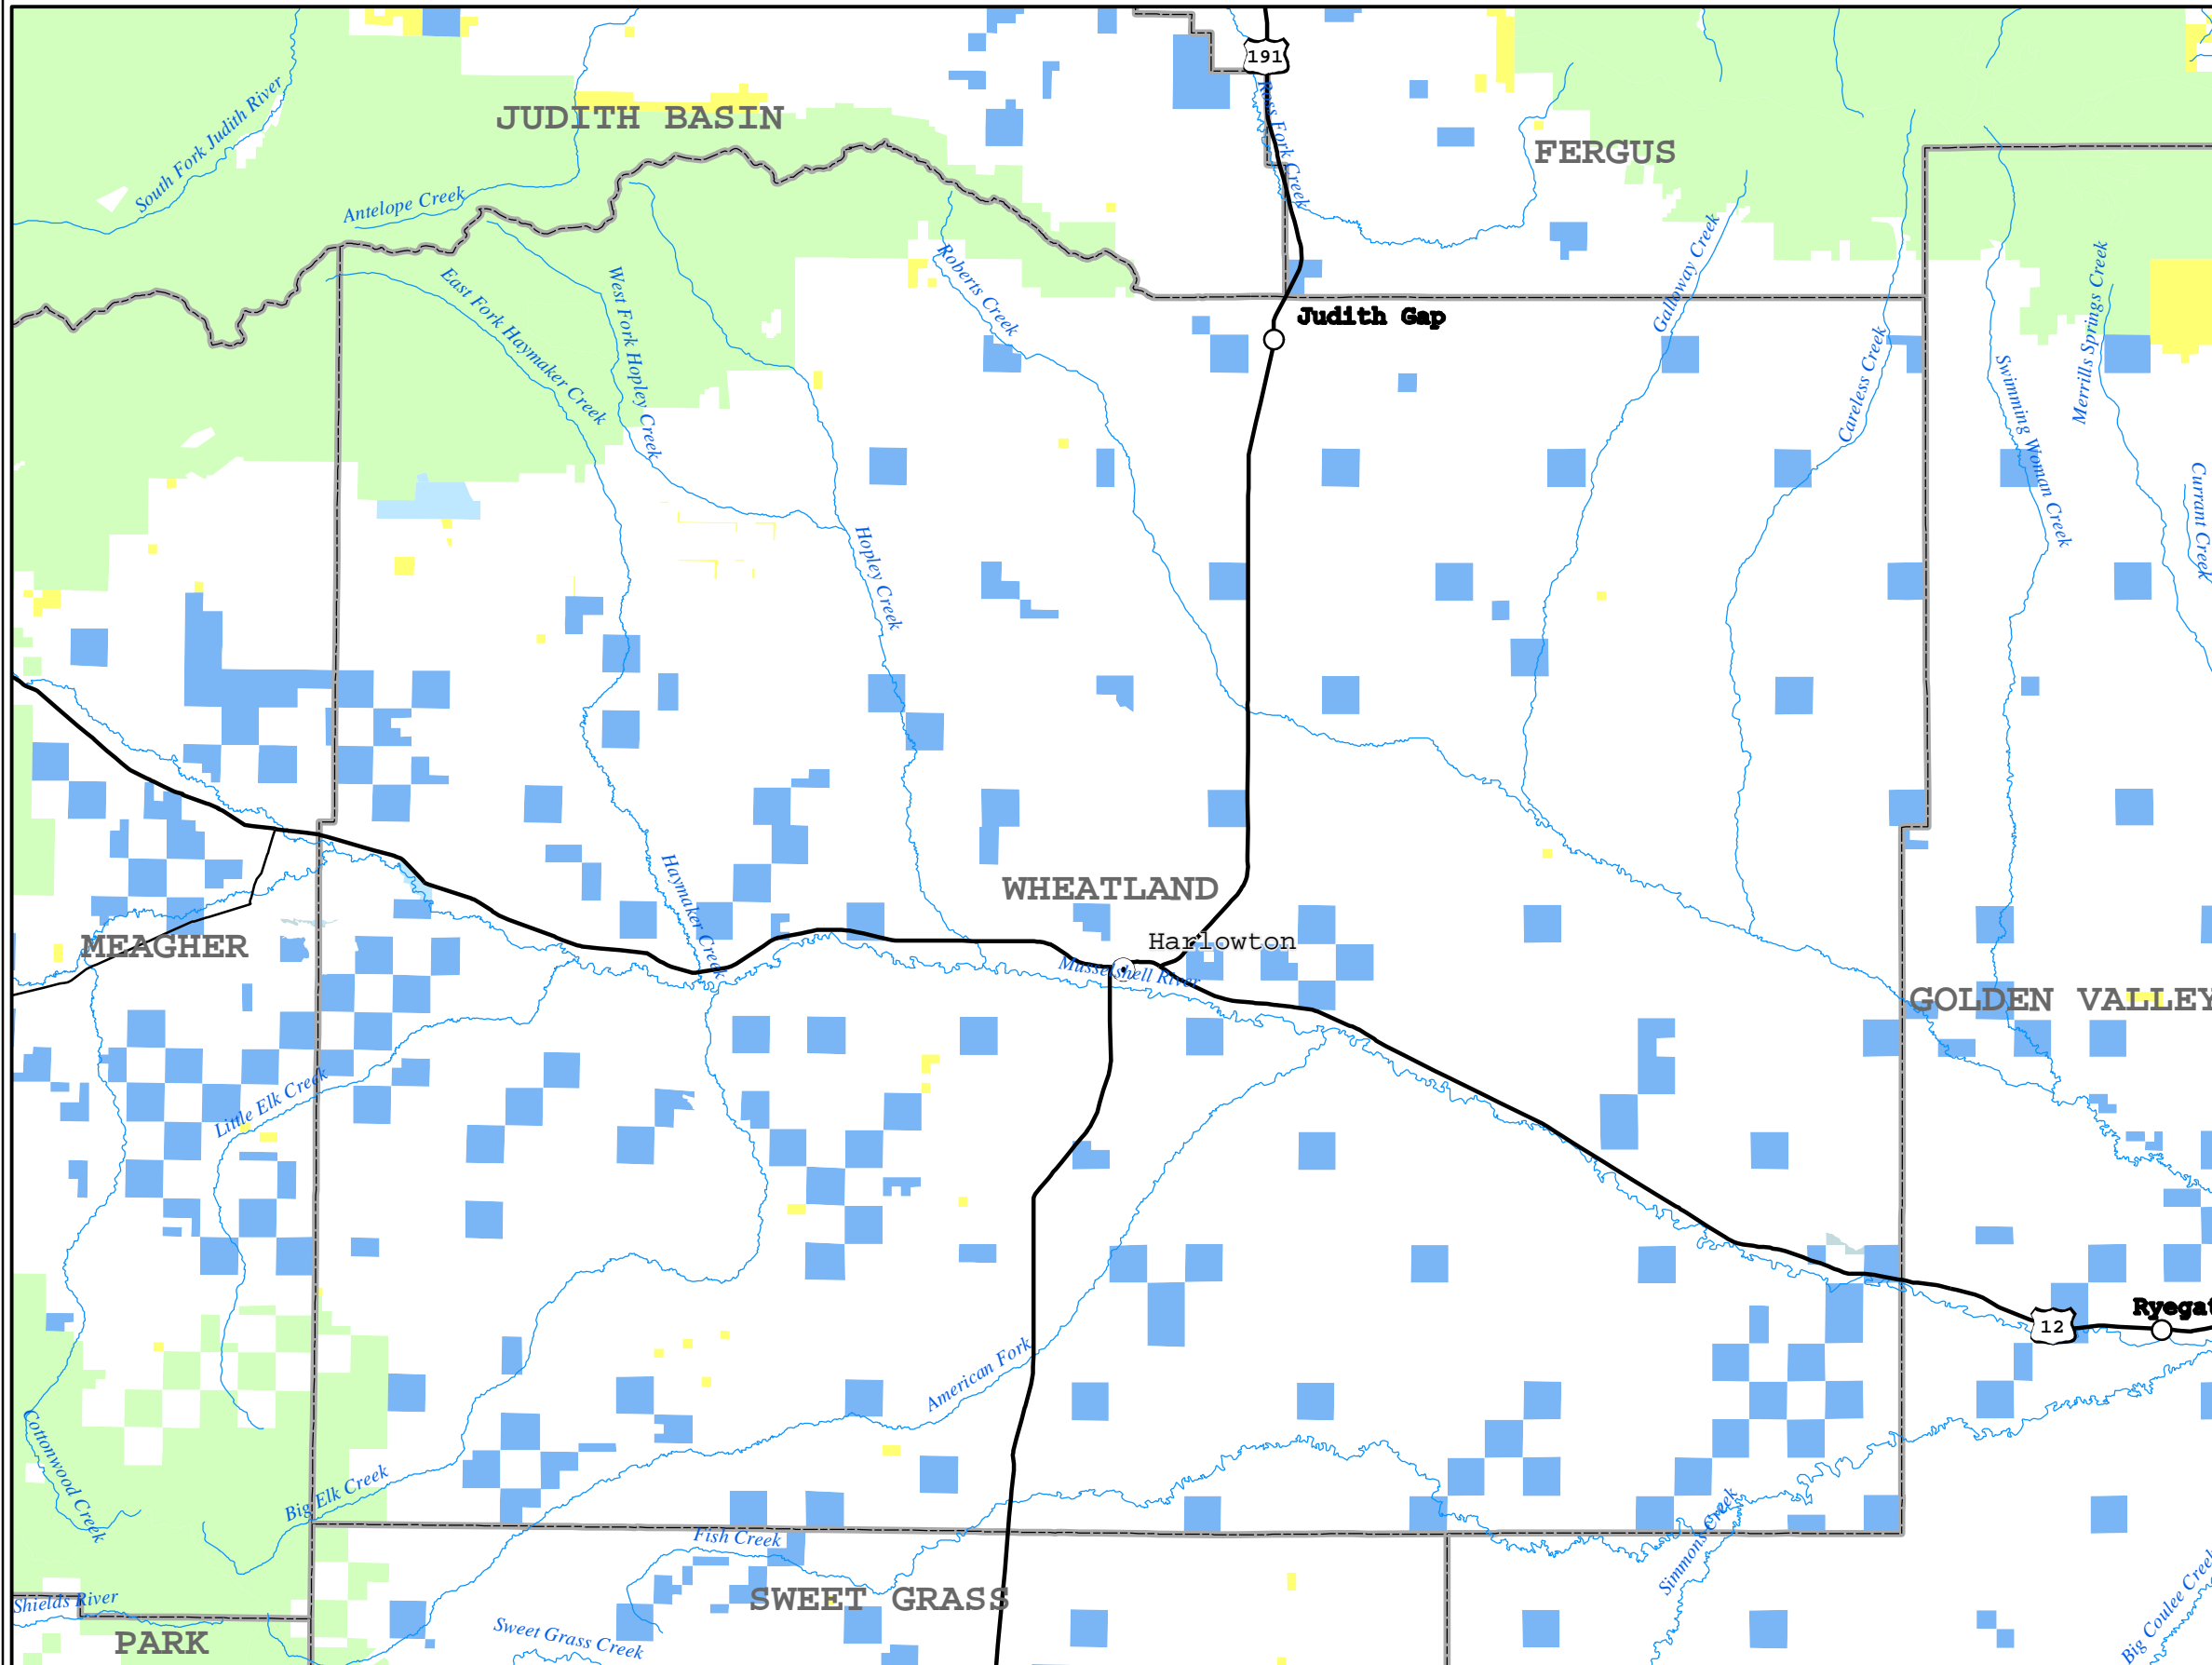 191
South Fork Judith River
JUDITH BASIN
Ross Fork Creek
FERGUS
Antelope Creek
Roberts Creek
Galloway Creek
Merrills Springs Creek
East Fork Haymaker Creek
West Fork Hopley Creek
Judith Gap
Careless Creek
Swimming Woman Creek
Currant Creek
Hopley Creek
Haymaker Creek
WHEATLAND
Harlowton
MEAGHER
Musselshell River
GOLDEN VALLEY
Little Elk Creek
Ryegat
12
American Fork
Cottonwood Creek
Big Elk Creek
Fish Creek
Simmons Creek
SWEET GRASS
Shields River
PARK
Sweet Grass Creek
Big Coulee Creek